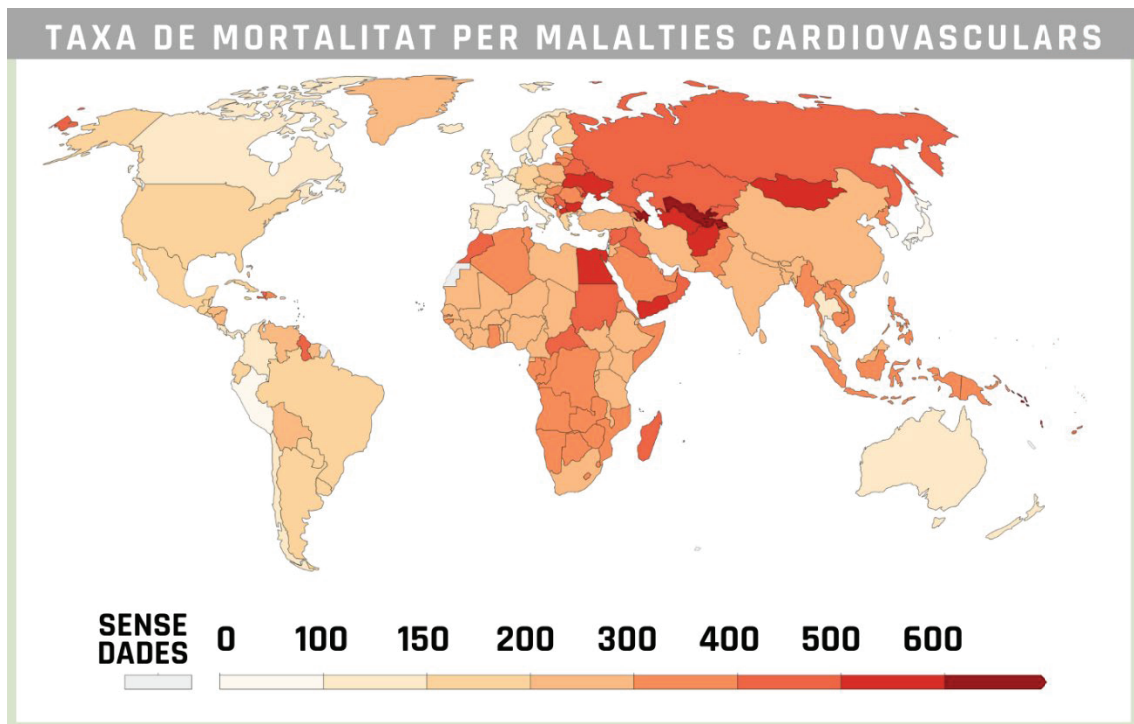 TAXA DE MORTALITAT PER MALALTIES CARDIOVASCULARS
SENSE
DADES
0 100 150 200 300 400 500 600